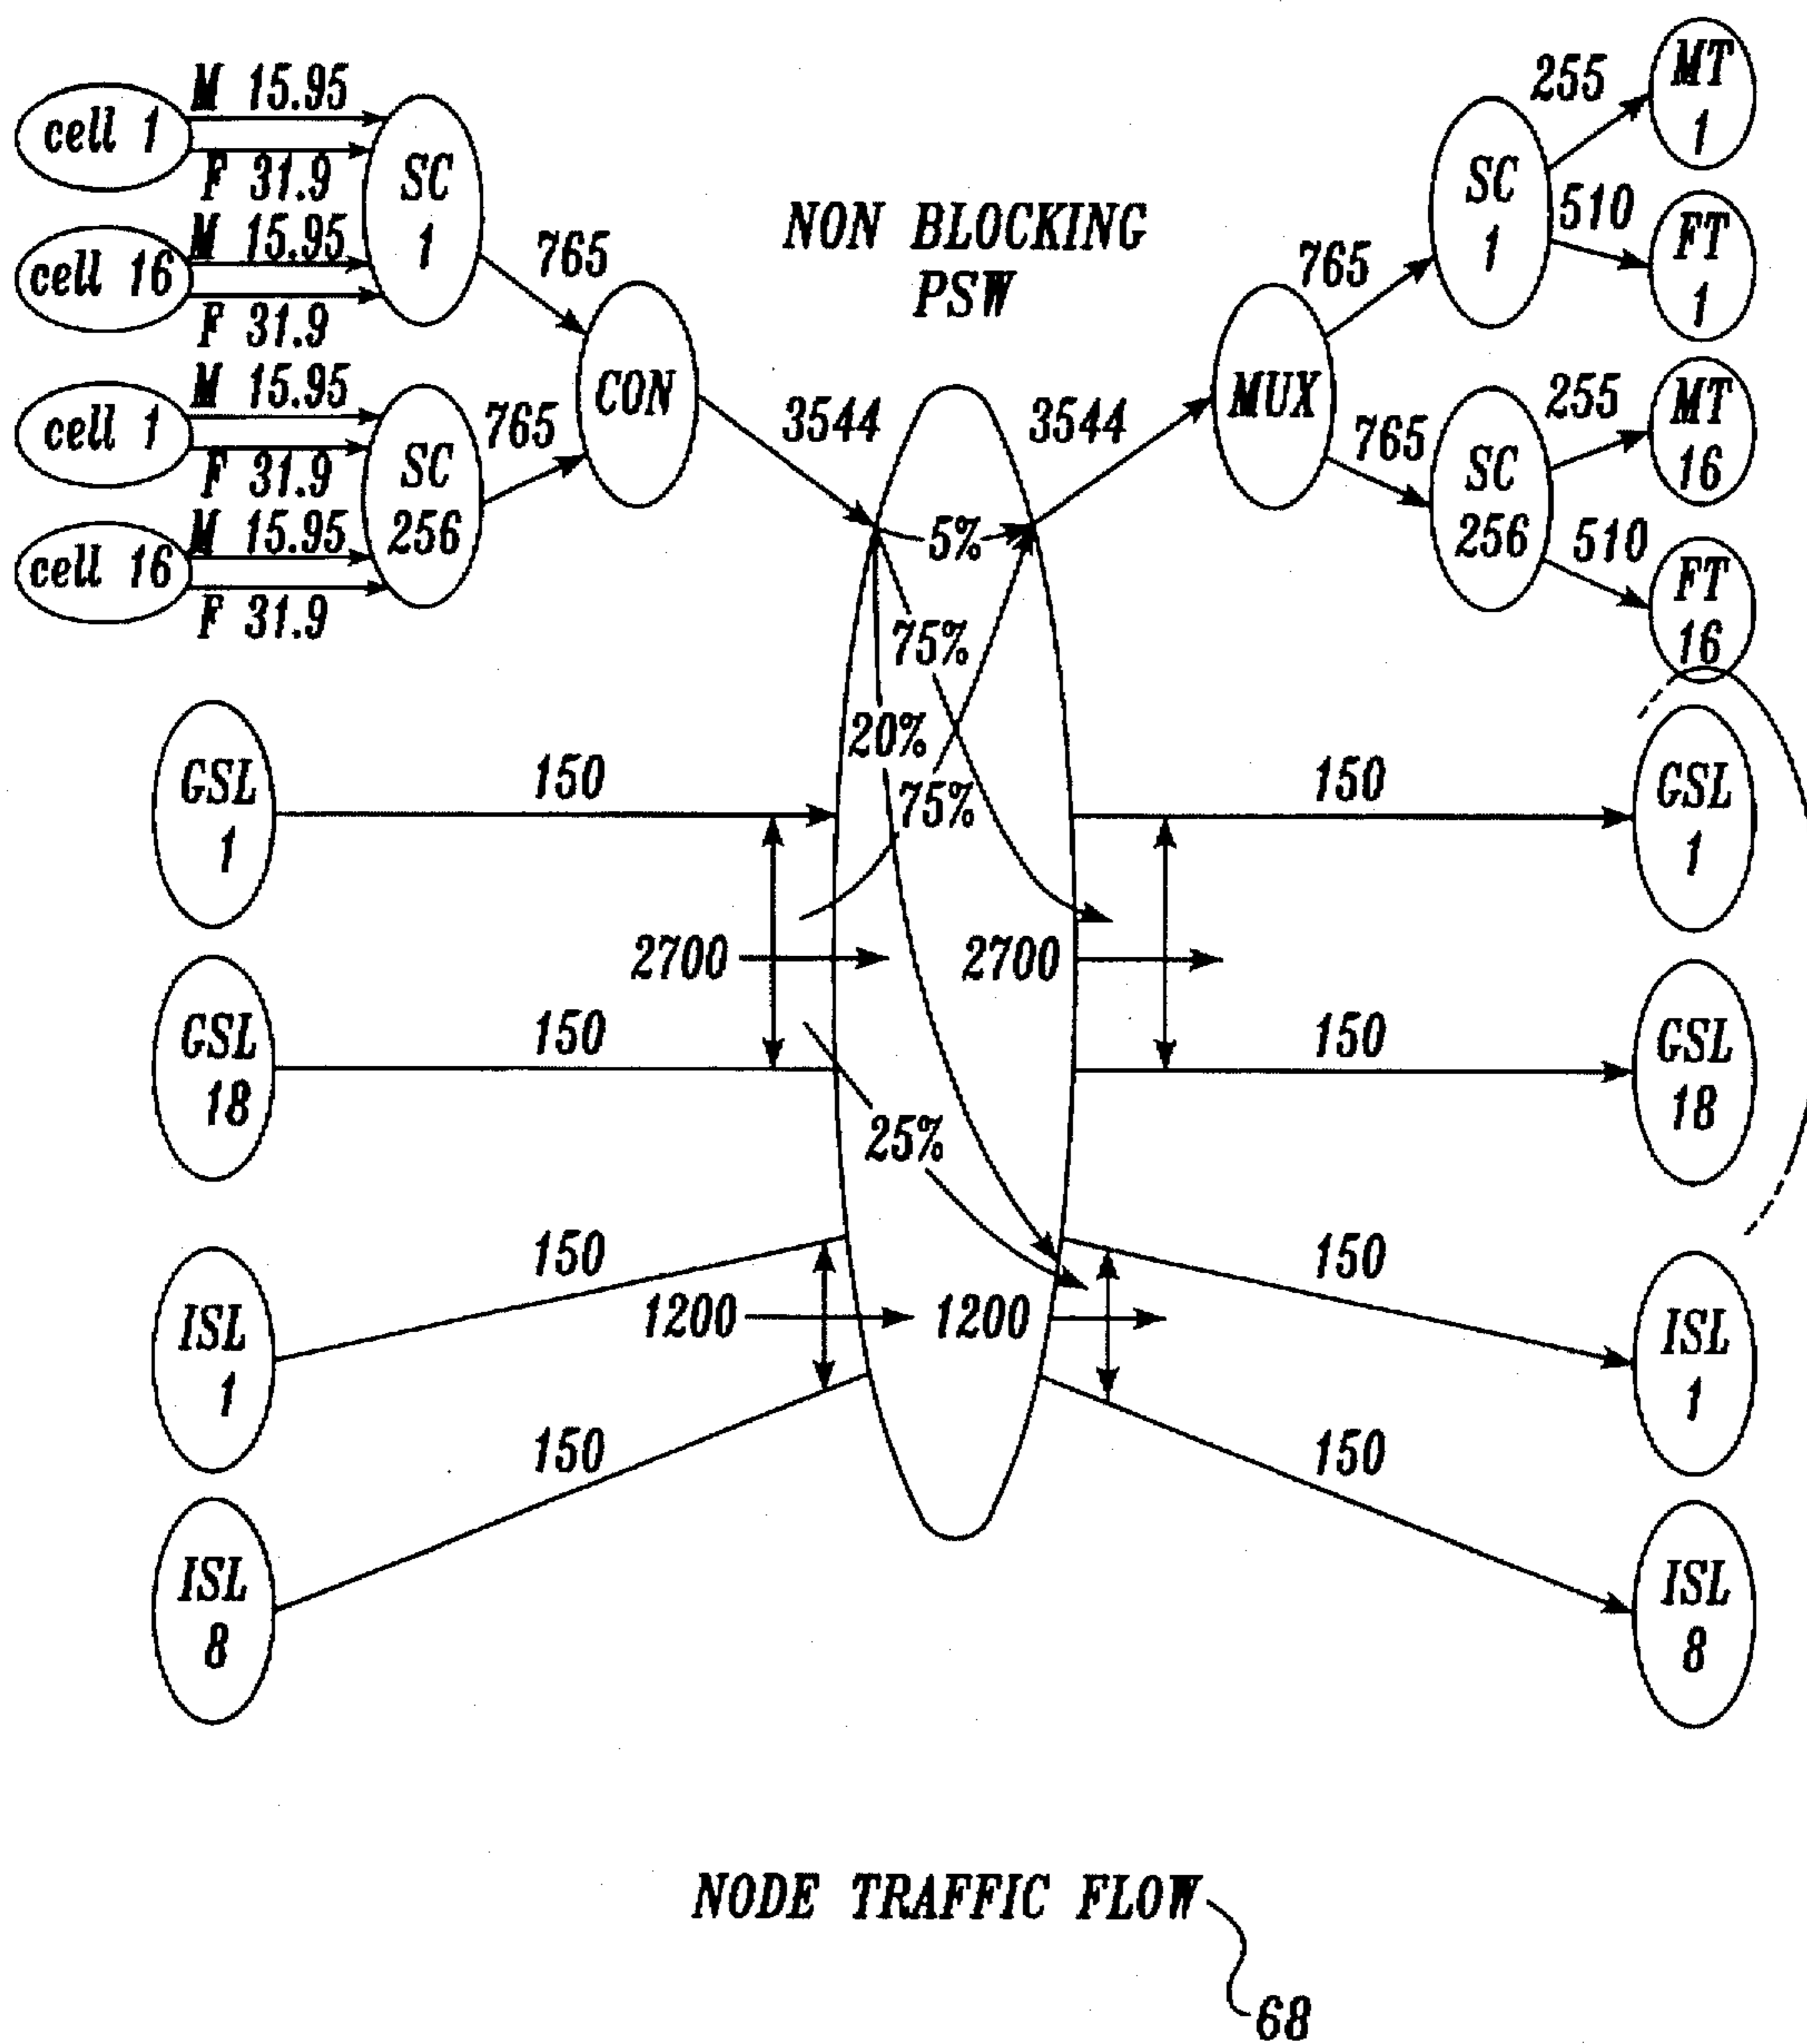 cell 1
M 15.95
F 31.9
cell 16
M 15.95
F 31.9
SC
1
765
cell 1
M 15.95
F 31.9
cell 16
M 15.95
F 31.9
SC
256
765
CON
3544
NON BLOCKING
PSW
3544
MUX
765
SC
1
255
MT
1
510
FT
1
765
SC
256
255
MT
16
510
FT
16
5%
75%
20%
75%
25%
GSL
1
150
2700
GSL
18
150
150
GSL
1
2700
150
GSL
18
ISL
1
150
1200
ISL
8
150
150
ISL
1
1200
150
ISL
8
NODE TRAFFIC FLOW
68